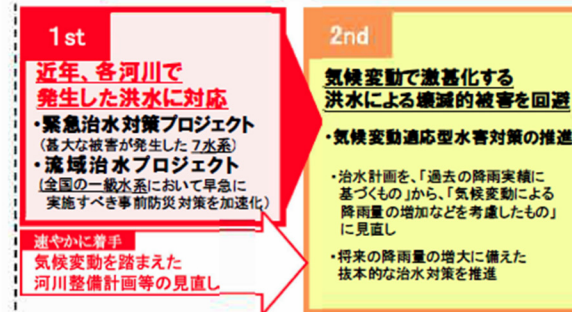 1st
近年、各河川で
発生した洪水に対応
・緊急治水対策プロジェクト
(甚大な被害が発生した 7水系)
・流域治水プロジェクト
(全国の一級水系において早急に
実施すべき事前防災対策を加速化)
速やかに着手
気候変動を踏まえた
河川整備計画等の見直し
2nd
気候変動で激甚化する
洪水による壊滅的被害を回避
・気候変動適応型水害対策の推進
・治水計画を、「過去の降雨実績に
基づくもの」から、「気候変動による
降雨量の増加などを考慮したもの」
に見直し
・将来の降雨量の増大に備えた
抜本的な治水対策を推進